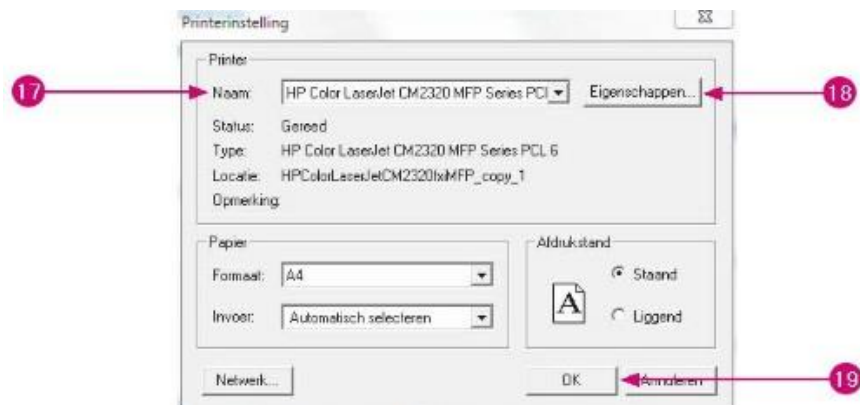 Printerinstelling
Printer
17 Naam: HP Color LaserJet CM2320 MFP Series PCl Eigenschappen... 18
Status: Gereed
Type: HP Color LaserJet CM2320 MFP Series PCL 6
Locatie: HPColorLaserJetCM2320fxiMFP_copy_1
Opmerking:
Papier
Formaat: A4
Invoer: Automatisch selecteren
Afdrukstand
A
Staand
Liggend
Netwerk... OK Annuleren 19